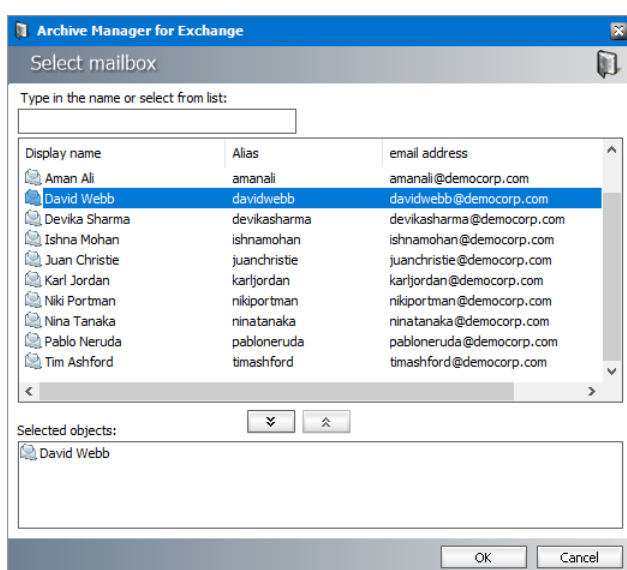 Archive Manager for Exchange
Select mailbox
Type in the name or select from list:
Display name Alias email address
Aman Ali amanali amanali@democorp.com
David Webb davidwebb davidwebb@democorp.com
Devika Sharma devikasharma devikasharma@democorp.com
Ishna Mohan ishnamohan ishnamohan@democorp.com
Juan Christie juanchristie juanchristie@democorp.com
Karl Jordan karljordan karljordan@democorp.com
Niki Portman nikiportman nikiportman@democorp.com
Nina Tanaka ninatanaka ninatanaka@democorp.com
Pablo Neruda pabloneruda pabloneruda@democorp.com
Tim Ashford timashford timashford@democorp.com
Selected objects:
David Webb
OK Cancel